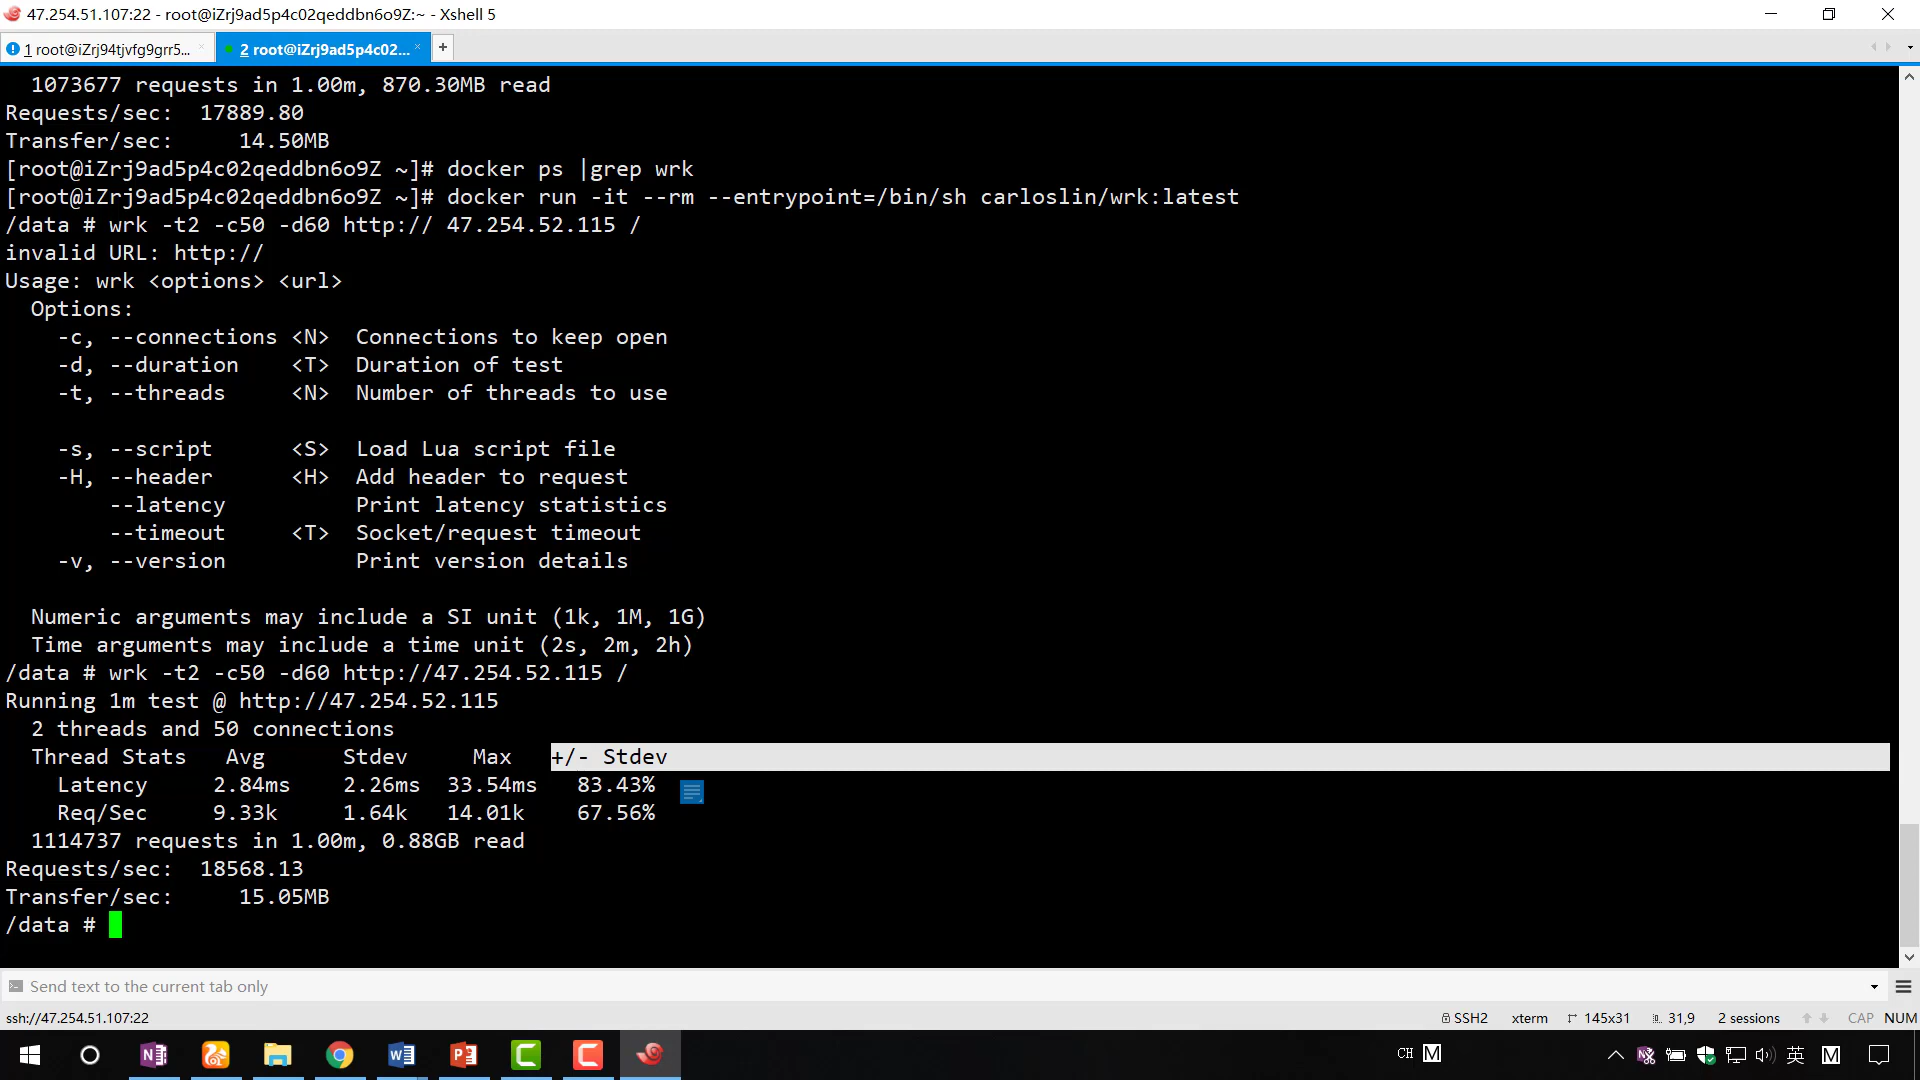 47.254.51.107:22 - root@iZrj9ad5p4c02qeddbn6o9Z:~ - Xshell 5
1 root@iZrj94tjvfg9grr5...
2 root@iZrj9ad5p4c02...
+
1073677 requests in 1.00m, 870.30MB read
Requests/sec:  17889.80
Transfer/sec:     14.50MB
[root@iZrj9ad5p4c02qeddbn6o9Z ~]# docker ps |grep wrk
[root@iZrj9ad5p4c02qeddbn6o9Z ~]# docker run -it --rm --entrypoint=/bin/sh carloslin/wrk:latest
/data # wrk -t2 -c50 -d60 http:// 47.254.52.115 /
invalid URL: http://
Usage: wrk <options> <url>
  Options:
    -c, --connections <N>  Connections to keep open
    -d, --duration    <T>  Duration of test
    -t, --threads     <N>  Number of threads to use
    -s, --script      <S>  Load Lua script file
    -H, --header      <H>  Add header to request
        --latency          Print latency statistics
        --timeout     <T>  Socket/request timeout
    -v, --version          Print version details
  Numeric arguments may include a SI unit (1k, 1M, 1G)
  Time arguments may include a time unit (2s, 2m, 2h)
/data # wrk -t2 -c50 -d60 http://47.254.52.115 /
Running 1m test @ http://47.254.52.115
  2 threads and 50 connections
  Thread Stats   Avg      Stdev     Max   +/- Stdev
    Latency     2.84ms    2.26ms  33.54ms   83.43%
    Req/Sec     9.33k     1.64k   14.01k    67.56%
  1114737 requests in 1.00m, 0.88GB read
Requests/sec:  18568.13
Transfer/sec:     15.05MB
/data #
Send text to the current tab only
ssh://47.254.51.107:22 SSH2 xterm 145x31 31,9 2 sessions CAP NUM
CH M 英 M